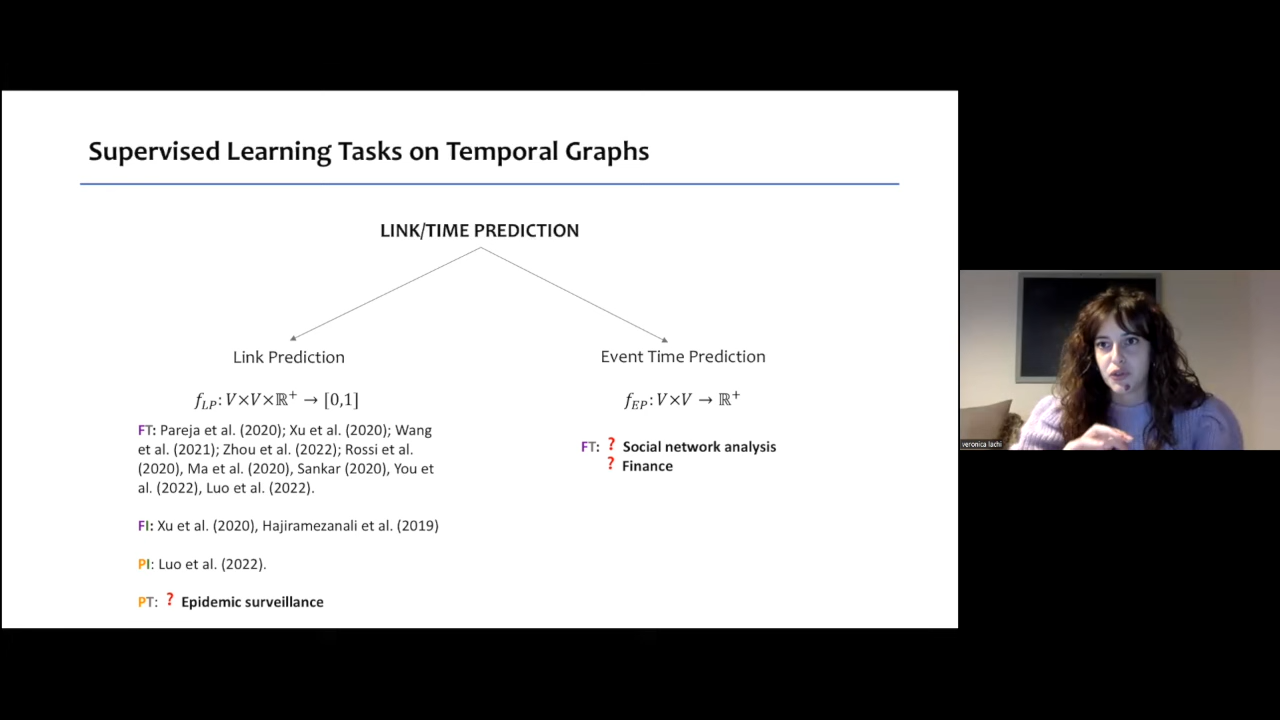 Supervised Learning Tasks on Temporal Graphs
LINK/TIME PREDICTION
Link Prediction
f_LP: V×V×ℝ⁺ → [0,1]
FT: Pareja et al. (2020); Xu et al. (2020); Wang
et al. (2021); Zhou et al. (2022); Rossi et al.
(2020), Ma et al. (2020), Sankar (2020), You et
al. (2022), Luo et al. (2022).
FI: Xu et al. (2020), Hajiramezanali et al. (2019)
PI: Luo et al. (2022).
PT: ? Epidemic surveillance
Event Time Prediction
f_EP: V×V → ℝ⁺
FT: ? Social network analysis
? Finance
veronica lachi